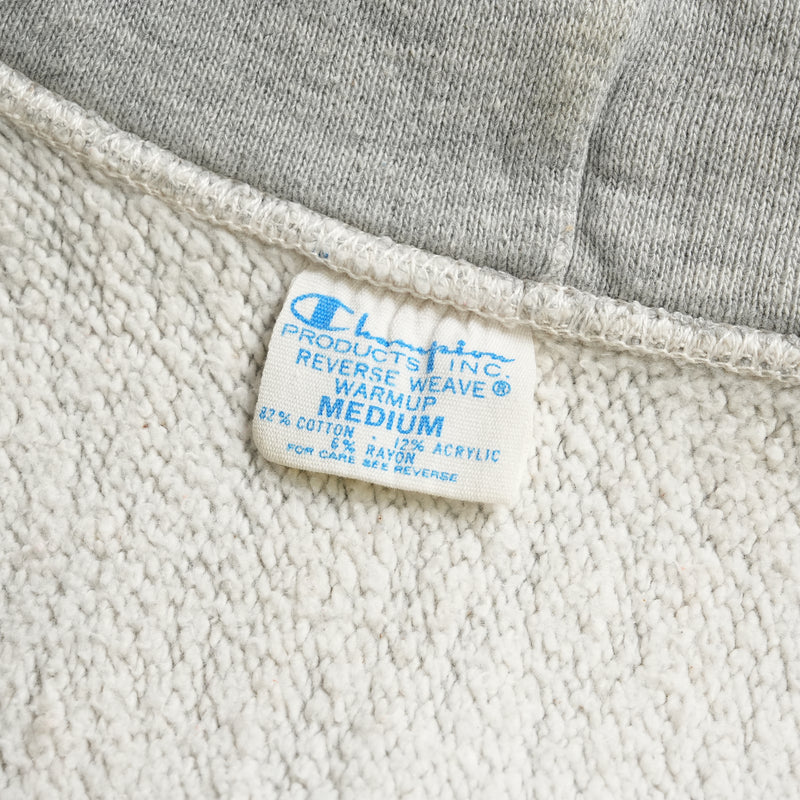 Champion
PRODUCTS INC.
REVERSE WEAVE®
WARMUP
MEDIUM
82% COTTON · 12% ACRYLIC
6% RAYON
FOR CARE SEE REVERSE